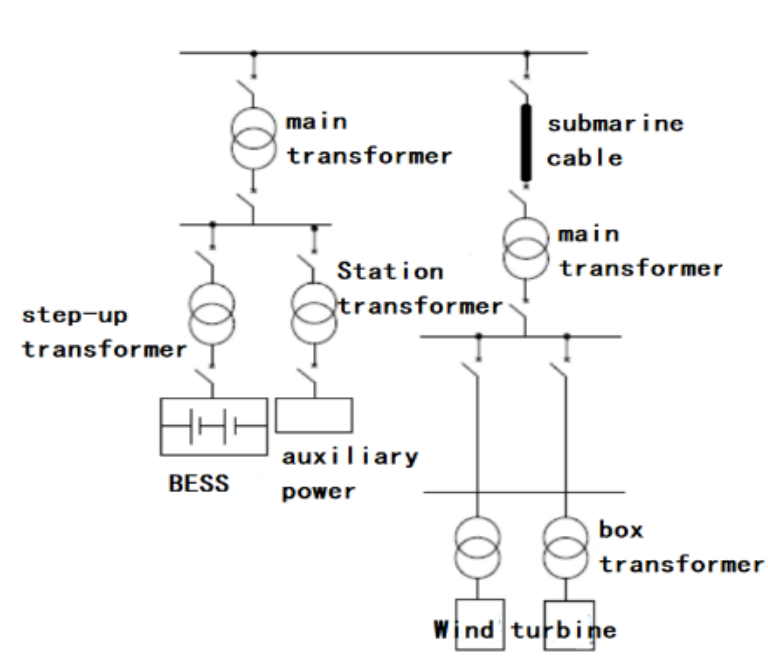 main
transformer
submarine
cable
main
transformer
Station
transformer
step-up
transformer
auxiliary
power
BESS
box
transformer
Wind turbine